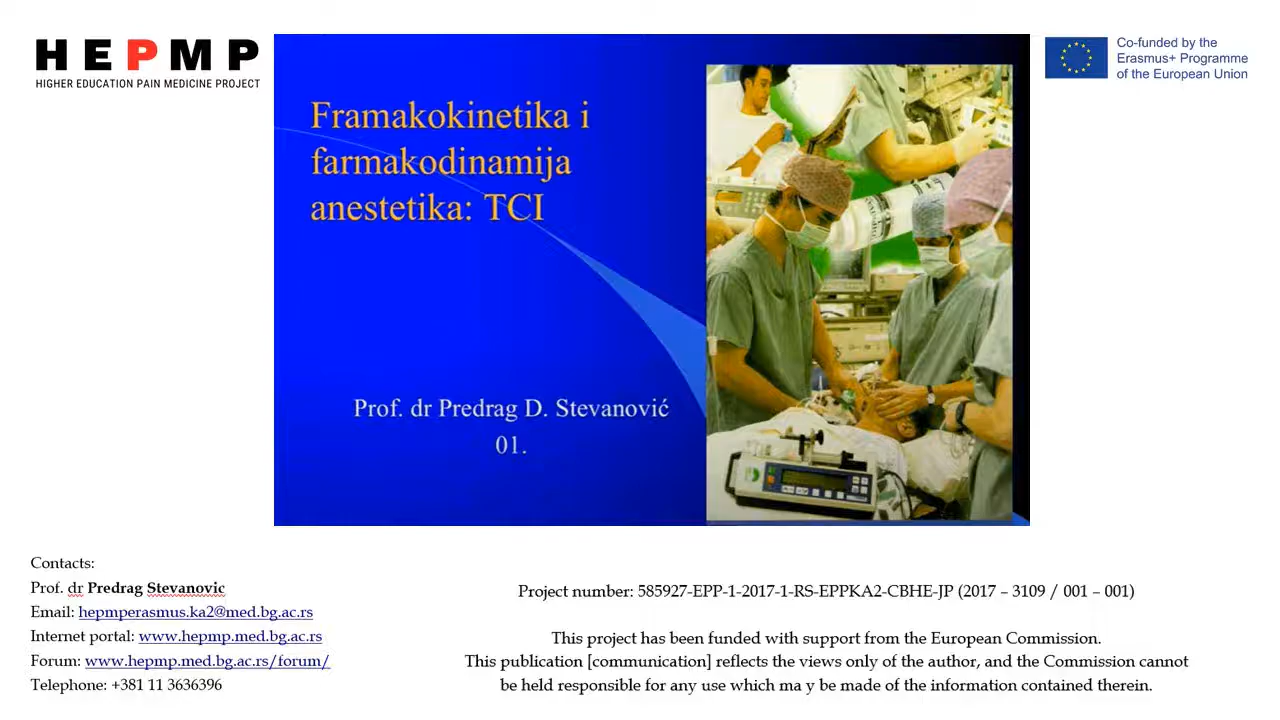 HEPMP
HIGHER EDUCATION PAIN MEDICINE PROJECT
Framakokinetika i
farmakodinamija
anestetika: TCI
Prof. dr Predrag D. Stevanović
01.
Co-funded by the
Erasmus+ Programme
of the European Union
Contacts:
Prof. dr Predrag Stevanovic
Email: hepmperasmus.ka2@med.bg.ac.rs
Internet portal: www.hepmp.med.bg.ac.rs
Forum: www.hepmp.med.bg.ac.rs/forum/
Telephone: +381 11 3636396
Project number: 585927-EPP-1-2017-1-RS-EPPKA2-CBHE-JP (2017 – 3109 / 001 – 001)
This project has been funded with support from the European Commission.
This publication [communication] reflects the views only of the author, and the Commission cannot
be held responsible for any use which ma y be made of the information contained therein.